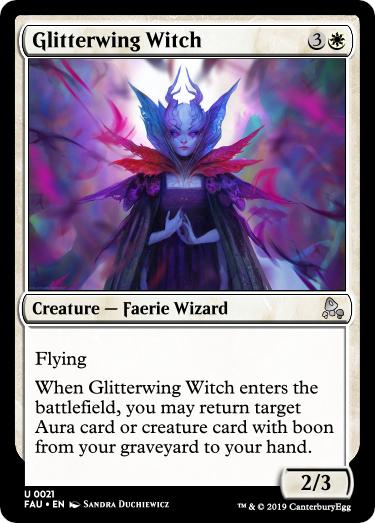 Glitterwing Witch 3
Creature — Faerie Wizard
Flying
When Glitterwing Witch enters the
battlefield, you may return target
Aura card or creature card with boon
from your graveyard to your hand.
2/3
U 0021
FAU • EN Sandra Duchiewicz
™ & © 2019 CanterburyEgg